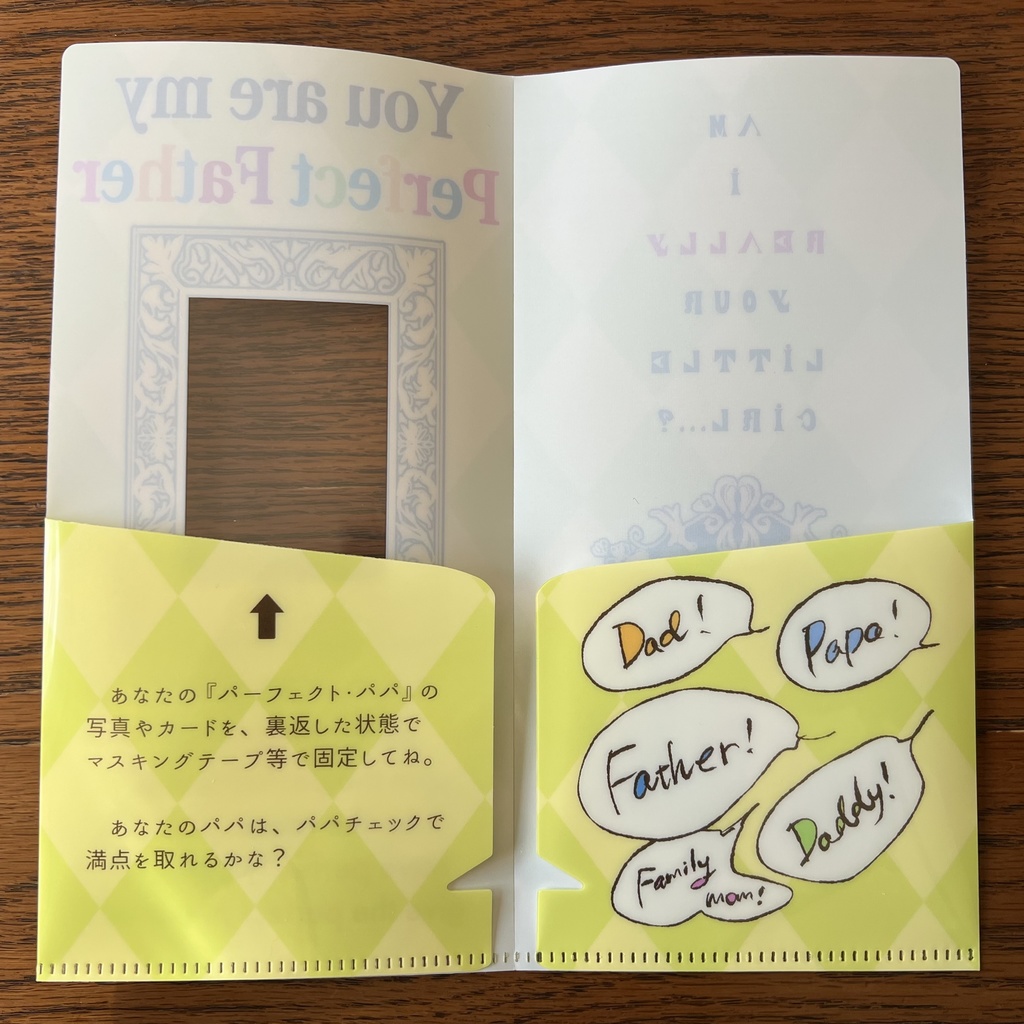 You are my
Perfect Father
AM
I
REALLY
YOUR
LITTLE
GIRL...?
あなたの『パーフェクト・パパ』の
写真やカードを、裏返した状態で
マスキングテープ等で固定してね。
あなたのパパは、パパチェックで
満点を取れるかな？
Dad!
Papa!
Father!
Daddy!
Family
mom!